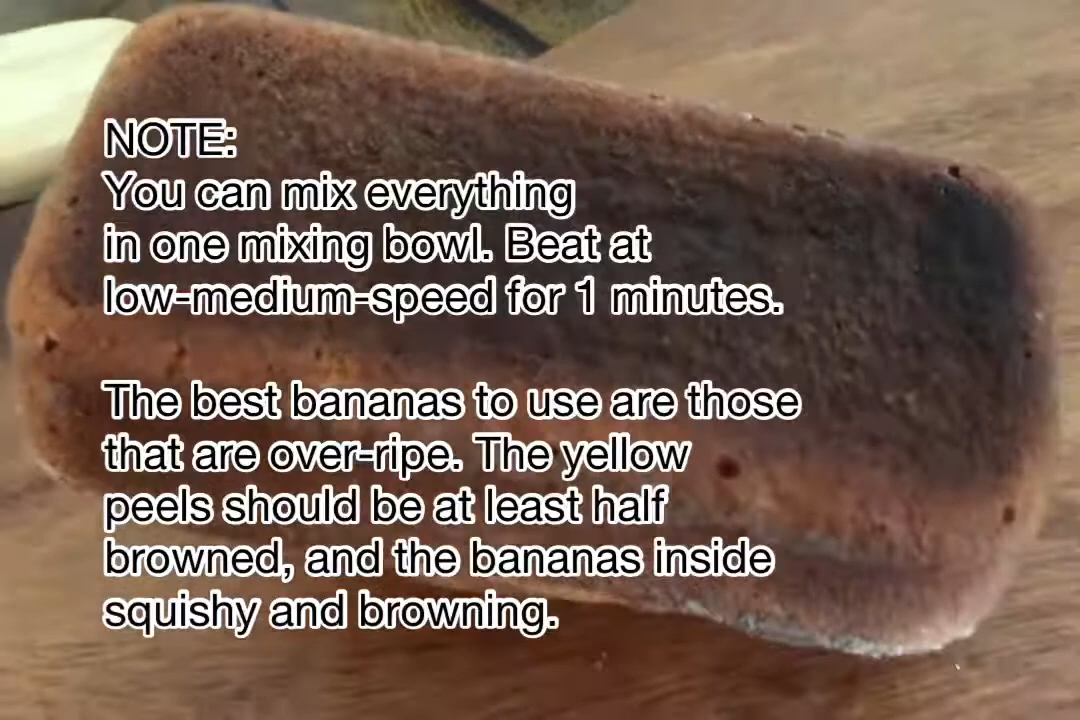 NOTE:
You can mix everything
in one mixing bowl. Beat at
low-medium-speed for 1 minutes.
The best bananas to use are those
that are over-ripe. The yellow
peels should be at least half
browned, and the bananas inside
squishy and browning.